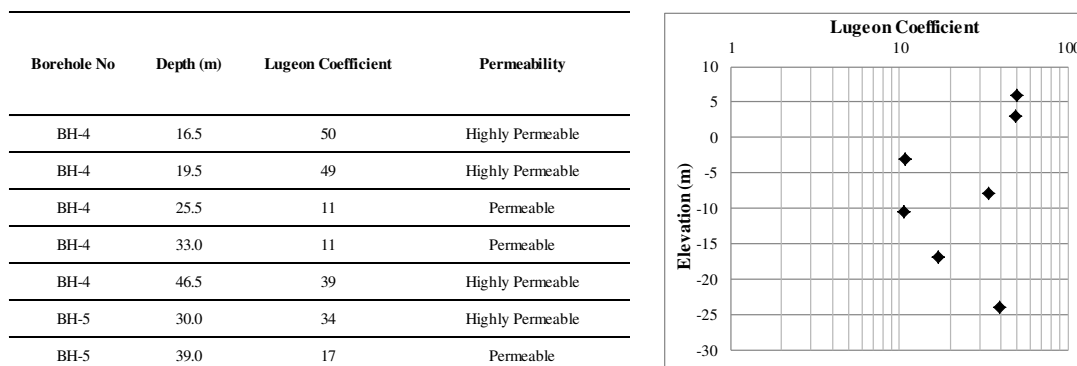 Borehole No Depth (m) Lugeon Coefficient Permeability
BH-4 16.5 50 Highly Permeable
BH-4 19.5 49 Highly Permeable
BH-4 25.5 11 Permeable
BH-4 33.0 11 Permeable
BH-4 46.5 39 Highly Permeable
BH-5 30.0 34 Highly Permeable
BH-5 39.0 17 Permeable
Lugeon Coefficient
1 10 100
10
5
0
-5
-10
-15
-20
-25
-30
Elevation (m)